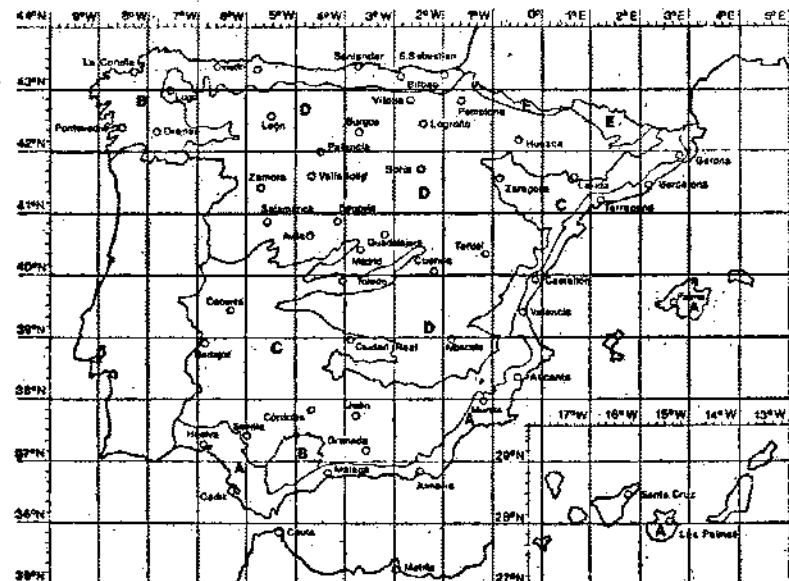 44°N 9°W 8°W 7°W 6°W 5°W 4°W 3°W 2°W 1°W 0° 1°E 2°E 3°E 4°E 5°E
La Coruña Santander S.Sebastian
43°N Bilbao
B Lugo D Vitoria Pamplona E E
León Burgos Logroño
Pontevedra Orense Huesca
42°N Palencia Gerona
Zamora Valladolid Soria D Zaragoza Lérida Barcelona
41°N C Tarragona
Salamanca Segovia
Avila Guadalajara Teruel
Madrid Cuenca
40°N Toledo Castellón
Cáceres Palma A
Valencia
39°N D
Badajoz C Ciudad Real Albacete
Alicante
38°N Murcia
Córdoba Jaén A
Huelva Sevilla Granada 17°W 16°W 15°W 14°W 13°W
37°N A B 29°N
Málaga Almería
Cádiz Santa Cruz
36°N 28°N
Ceuta A Las Palmas
Melilla
35°N 27°N